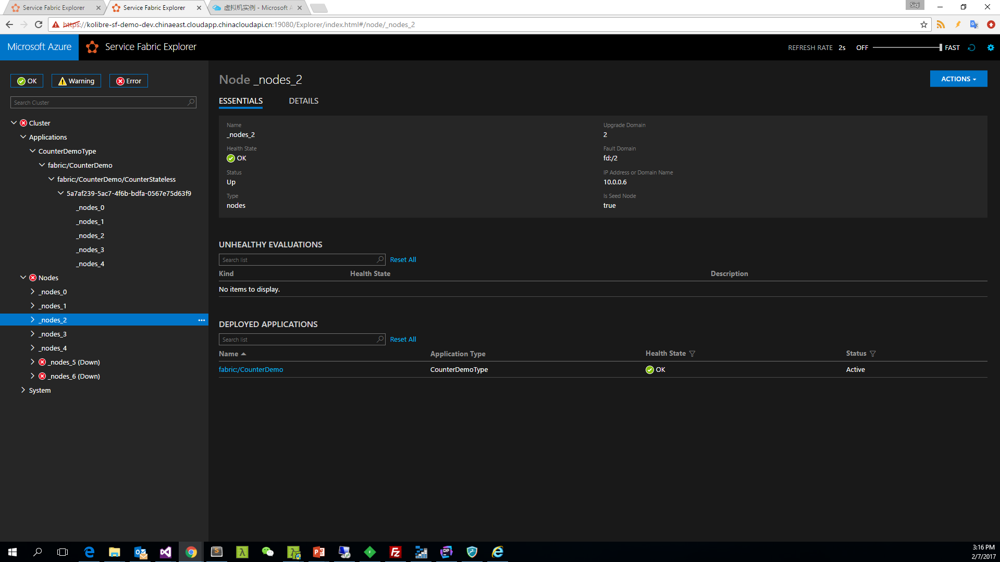 Service Fabric Explorer
Service Fabric Explorer
虚拟机实例 - Microsoft A
Siqi
https://kolibre-sf-demo-dev.chinaeast.cloudapp.chinacloudapi.cn:19080/Explorer/index.html#/node/_nodes_2
Microsoft Azure
Service Fabric Explorer
REFRESH RATE 2s OFF FAST
OK
Warning
Error
Search Cluster
Cluster
Applications
CounterDemoType
fabric:/CounterDemo
fabric:/CounterDemo/CounterStateless
5a7af239-5ac7-4f6b-bdfa-0567e75d63f9
_nodes_0
_nodes_1
_nodes_2
_nodes_3
_nodes_4
Nodes
_nodes_0
_nodes_1
_nodes_2
_nodes_3
_nodes_4
_nodes_5 (Down)
_nodes_6 (Down)
System
Node _nodes_2
ACTIONS
ESSENTIALS
DETAILS
Name
_nodes_2
Health State
OK
Status
Up
Type
nodes
Upgrade Domain
2
Fault Domain
fd:/2
IP Address or Domain Name
10.0.0.6
Is Seed Node
true
UNHEALTHY EVALUATIONS
Search list
Reset All
Kind Health State Description
No items to display.
DEPLOYED APPLICATIONS
Search list
Reset All
Name Application Type Health State Status
fabric:/CounterDemo CounterDemoType OK Active
3:16 PM
2/7/2017